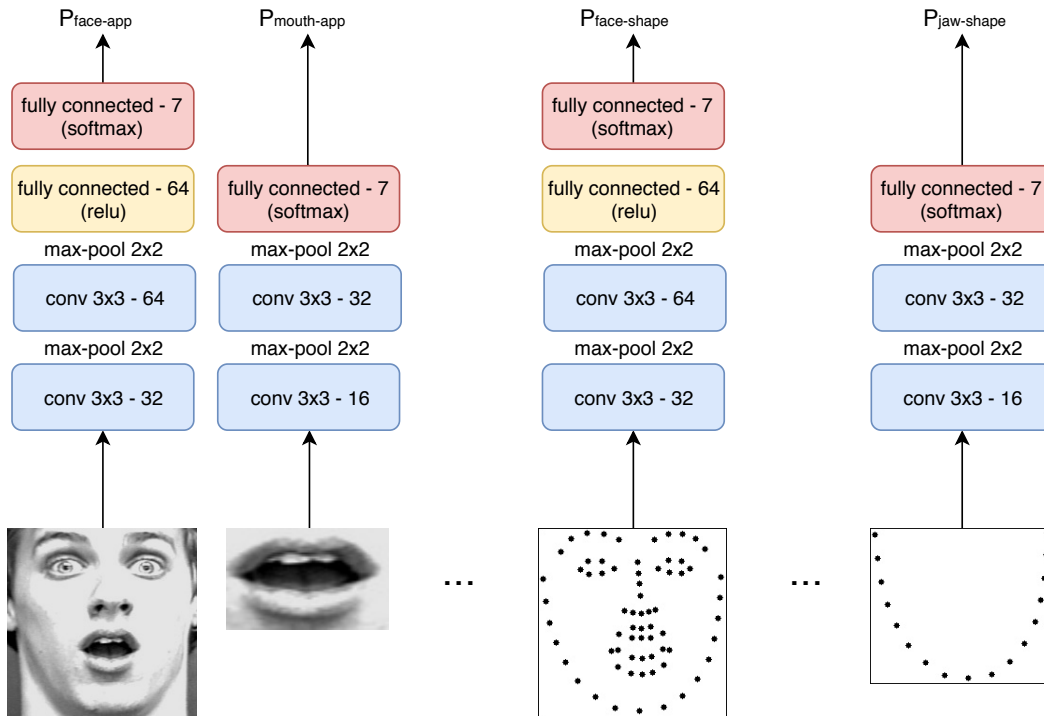 Pface-app
Pmouth-app
Pface-shape
Pjaw-shape
fully connected - 7
(softmax)
fully connected - 7
(softmax)
fully connected - 64
(relu)
fully connected - 7
(softmax)
fully connected - 64
(relu)
fully connected - 7
(softmax)
max-pool 2x2
max-pool 2x2
max-pool 2x2
max-pool 2x2
conv 3x3 - 64
conv 3x3 - 32
conv 3x3 - 64
conv 3x3 - 32
max-pool 2x2
max-pool 2x2
max-pool 2x2
max-pool 2x2
conv 3x3 - 32
conv 3x3 - 16
conv 3x3 - 32
conv 3x3 - 16
...
...